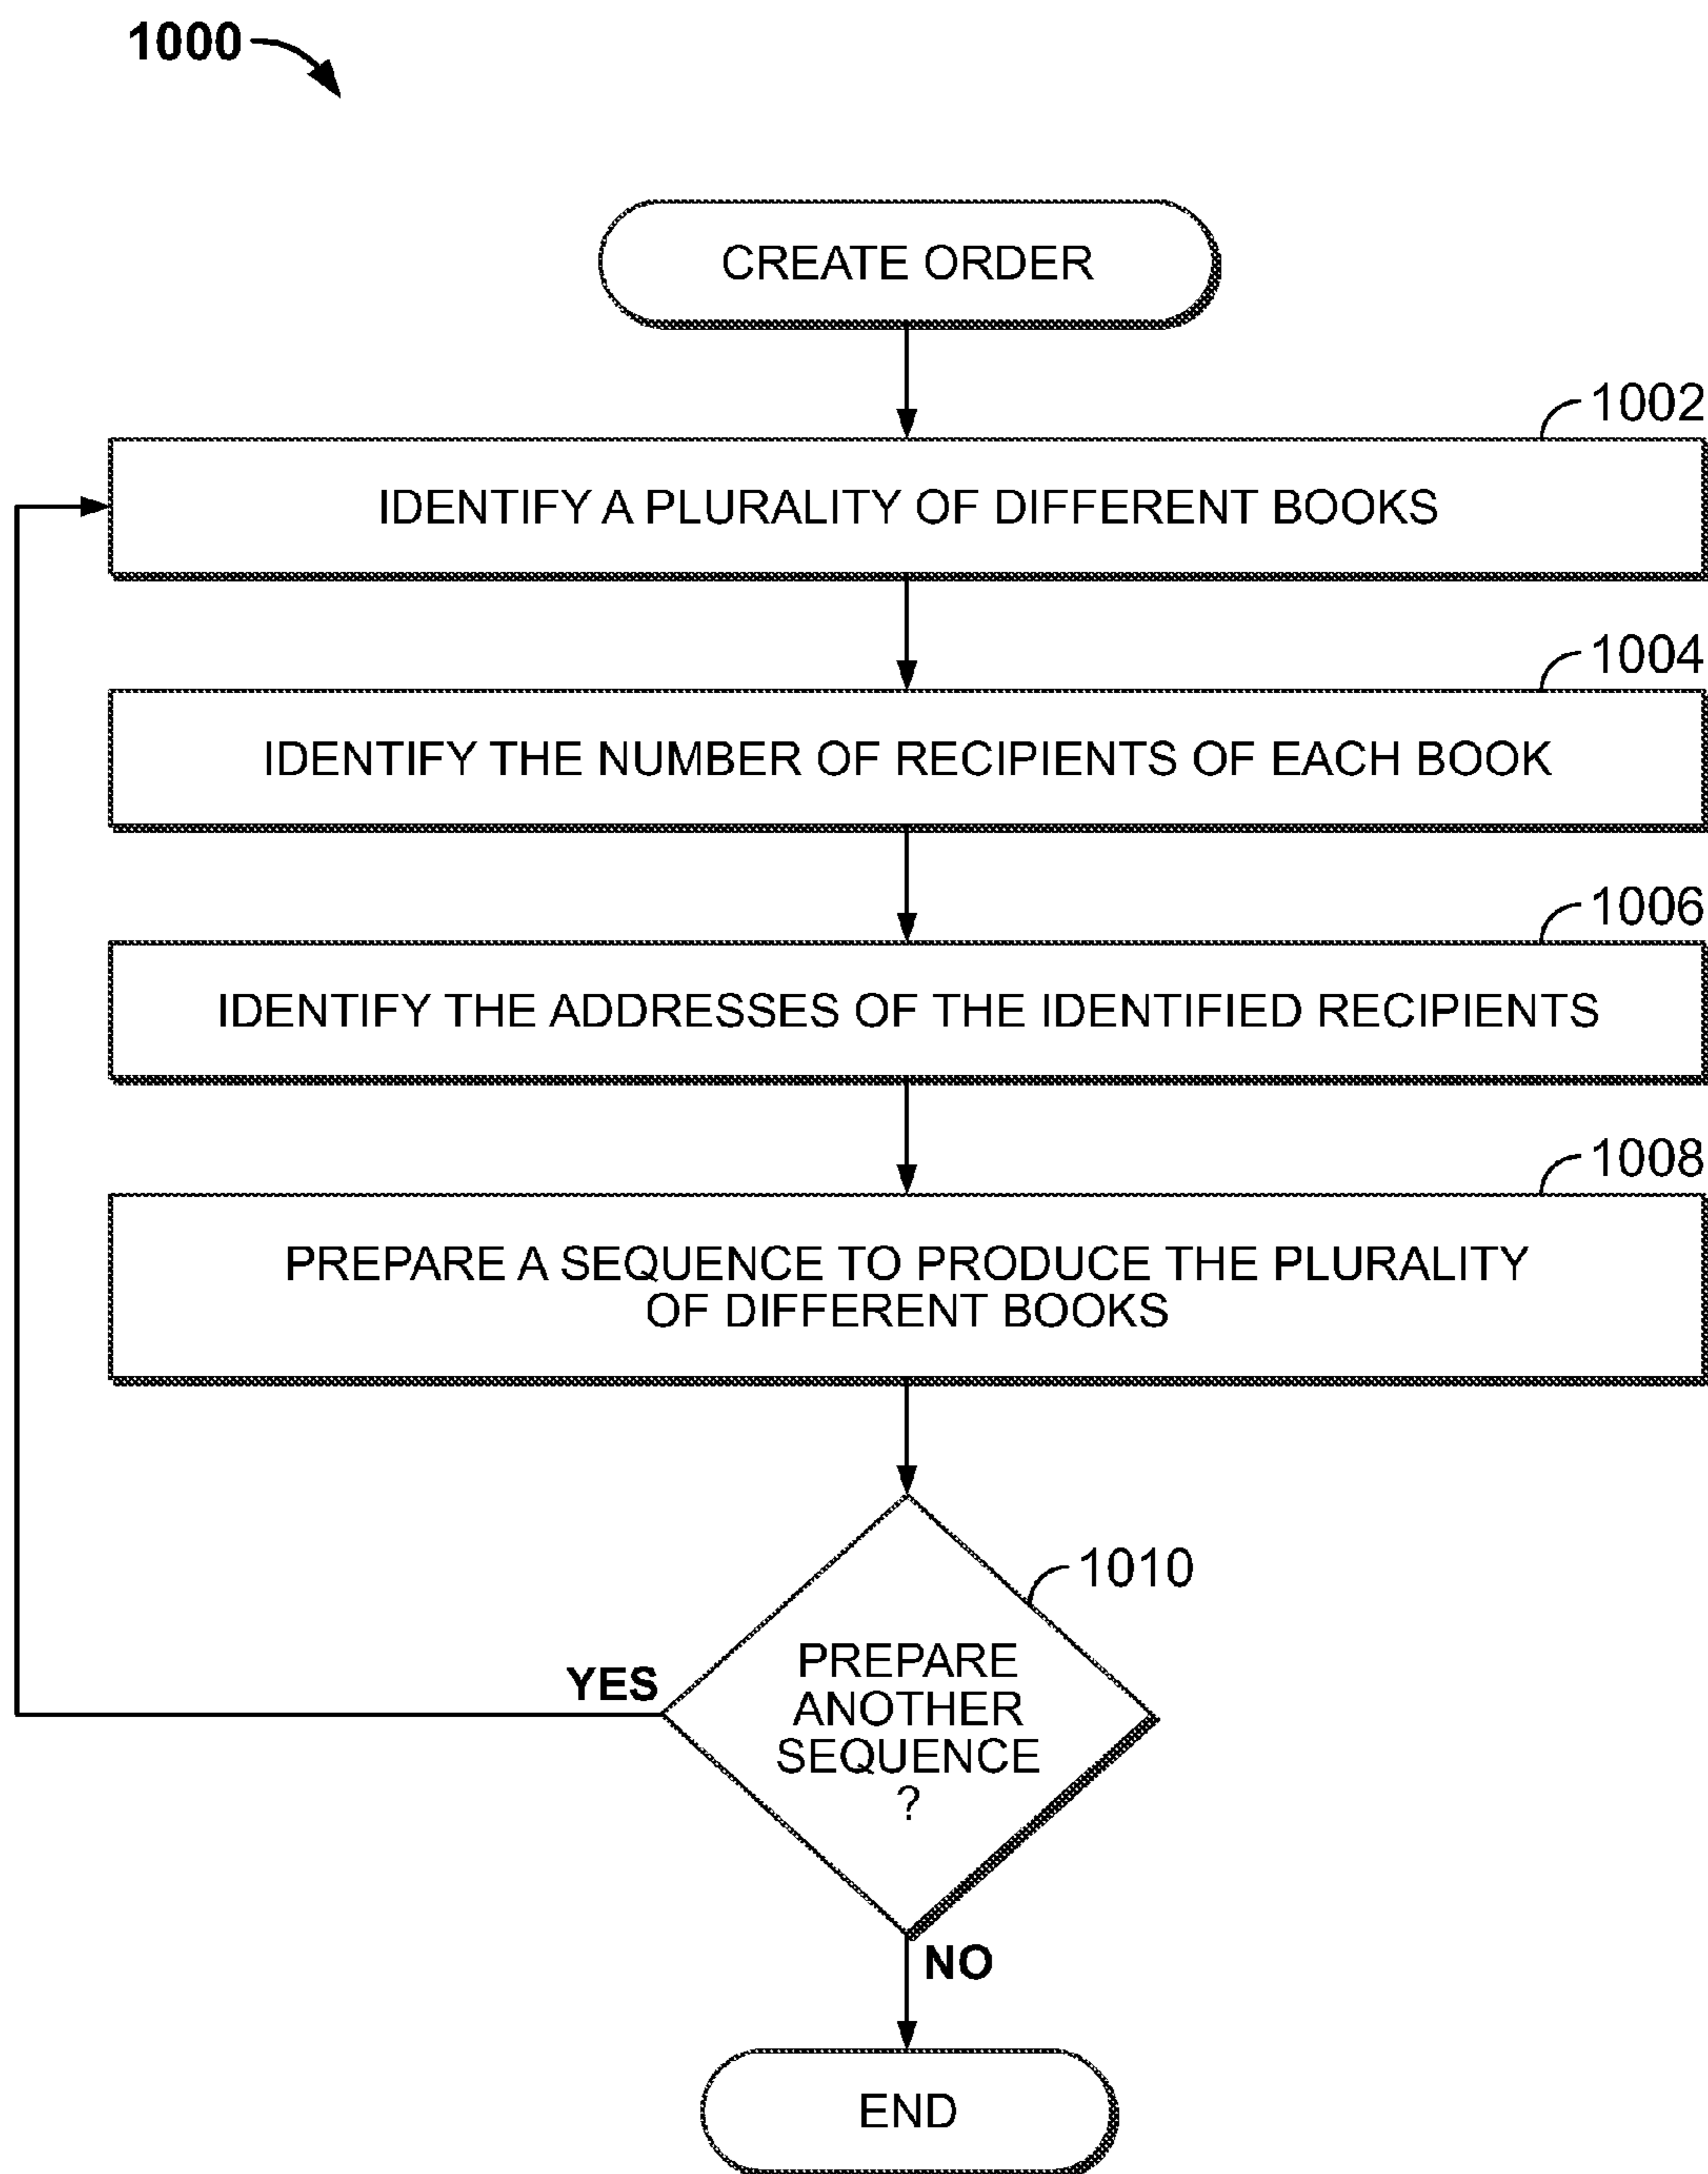 1000
CREATE ORDER
1002
IDENTIFY A PLURALITY OF DIFFERENT BOOKS
1004
IDENTIFY THE NUMBER OF RECIPIENTS OF EACH BOOK
1006
IDENTIFY THE ADDRESSES OF THE IDENTIFIED RECIPIENTS
1008
PREPARE A SEQUENCE TO PRODUCE THE PLURALITY
OF DIFFERENT BOOKS
1010
PREPARE
ANOTHER
SEQUENCE
?
YES
NO
END